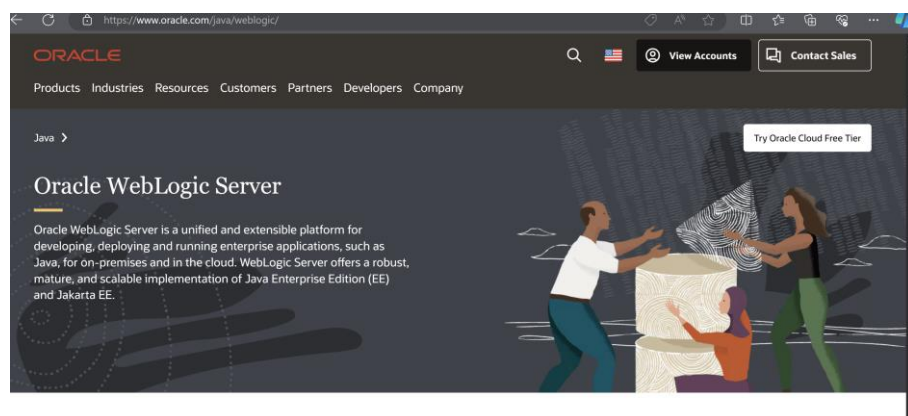 https://www.oracle.com/java/weblogic/
ORACLE
View Accounts
Contact Sales
Products Industries Resources Customers Partners Developers Company
Java
Try Oracle Cloud Free Tier
Oracle WebLogic Server
Oracle WebLogic Server is a unified and extensible platform for
developing, deploying and running enterprise applications, such as
Java, for on-premises and in the cloud. WebLogic Server offers a robust,
mature, and scalable implementation of Java Enterprise Edition (EE)
and Jakarta EE.